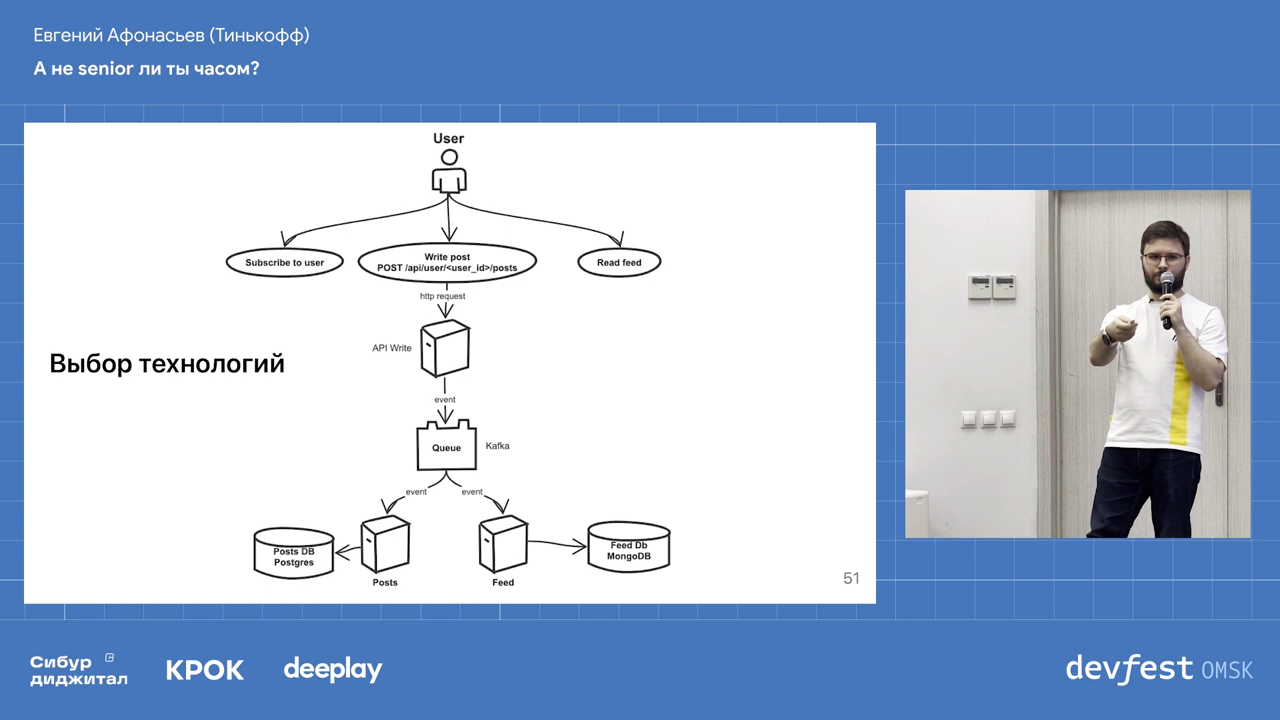 Евгений Афонасьев (Тинькофф)
А не senior ли ты часом?
User
Subscribe to user
Write post
POST /api/user/<user_id>/posts
Read feed
http request
API Write
Выбор технологий
event
Queue
Kafka
event
event
Posts DB
Postgres
Feed Db
MongoDB
Posts
Feed
51
Сибур
диджитал
КРОК
deeplay
devfest OMSK